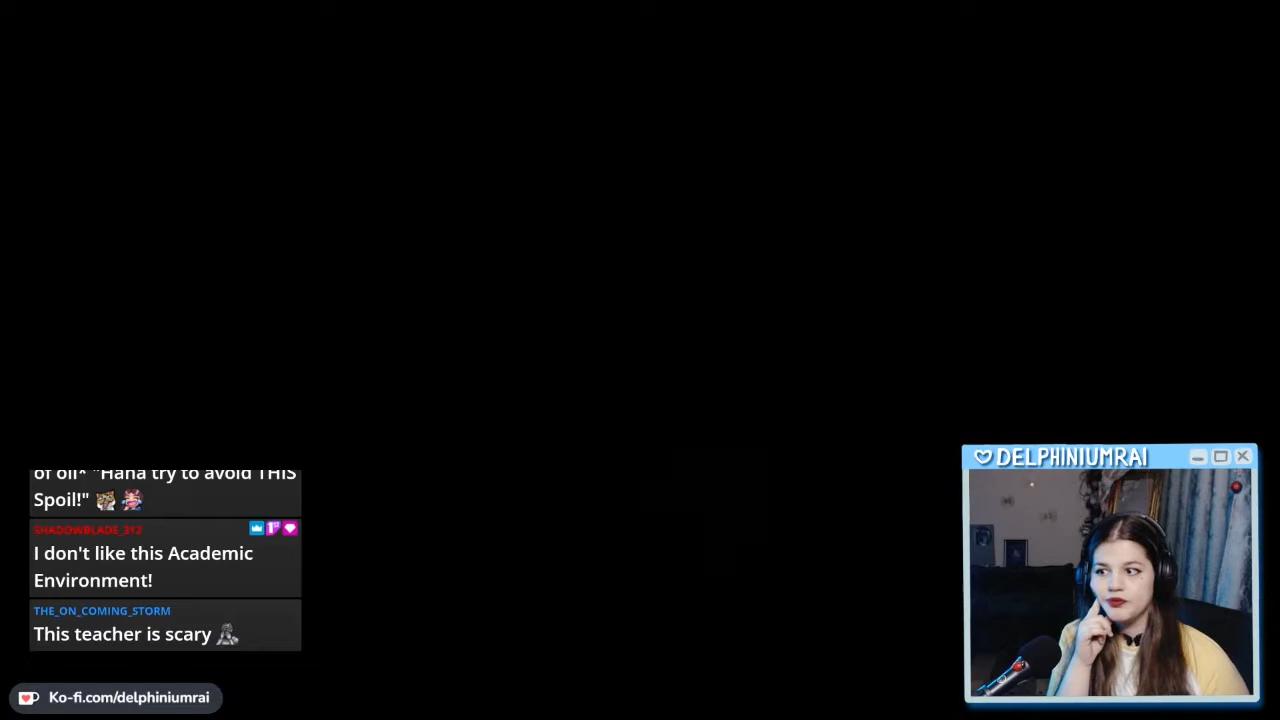 of oil* "Haha try to avoid THIS
Spoil!"
SHADOWBLADE_312
I don't like this Academic
Environment!
THE_ON_COMING_STORM
This teacher is scary
Ko-fi.com/delphiniumrai
DELPHINIUMRAI